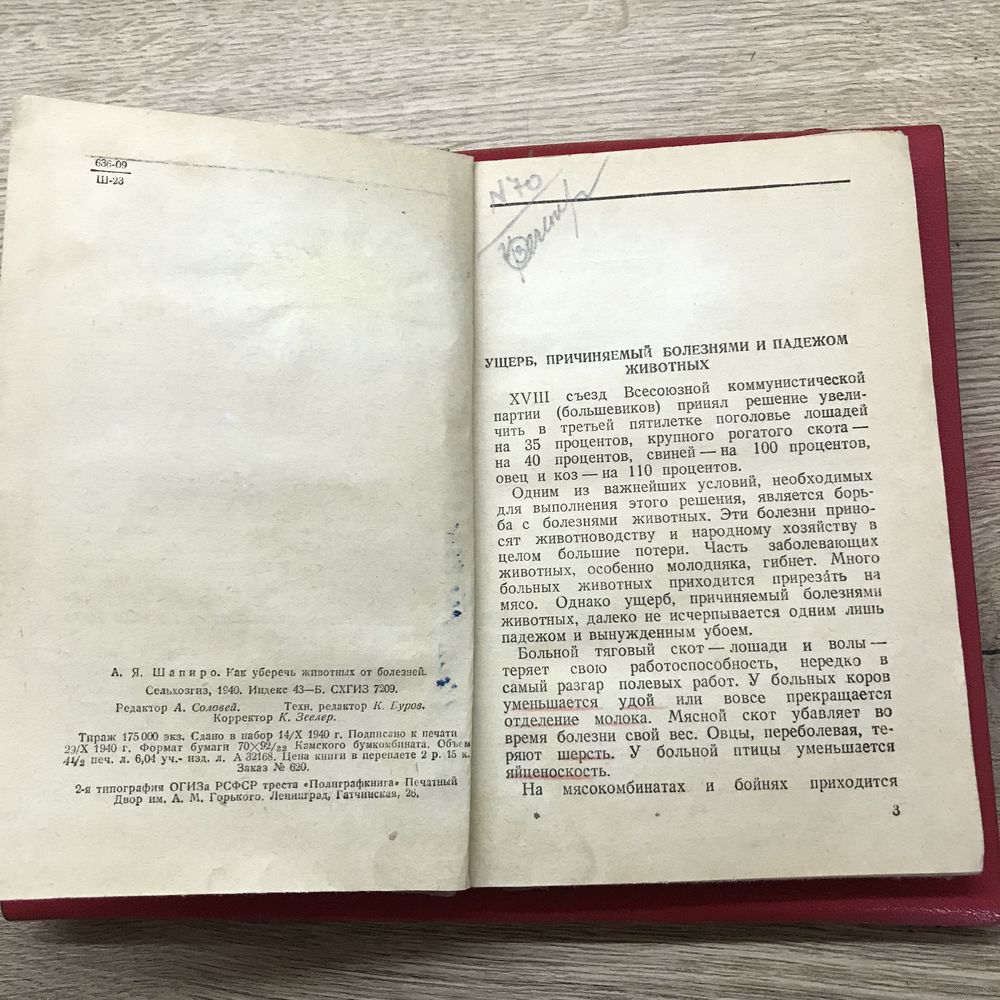 636-09
Ш-23
А. Я. Шапиро. Как уберечь животных от болезней.
Сельхозгиз, 1940. Индекс 43—Б. СХГИЗ 7209.
Редактор А. Соловей. Техн. редактор К. Гуров.
Корректор К. Зеелер.
Тираж 175 000 экз. Сдано в набор 14/X 1940 г. Подписано к печати
29/X 1940 г. Формат бумаги 70×92/32 Камского бумкомбината. Объем
4 1/2 печ. л. 6,04 уч.- изд. л. А 32168. Цена книги в переплете 2 р. 15 к.
Заказ № 620.
2-я типография ОГИЗа РСФСР треста «Полиграфкнига» Печатный
Двор им. А. М. Горького. Ленинград, Гатчинская, 26.
N70
УЩЕРБ, ПРИЧИНЯЕМЫЙ БОЛЕЗНЯМИ И ПАДЕЖОМ
ЖИВОТНЫХ
XVIII съезд Всесоюзной коммунистической
партии (большевиков) принял решение увели-
чить в третьей пятилетке поголовье лошадей
на 35 процентов, крупного рогатого скота —
на 40 процентов, свиней — на 100 процентов,
овец и коз — на 110 процентов.
Одним из важнейших условий, необходимых
для выполнения этого решения, является борь-
ба с болезнями животных. Эти болезни прино-
сят животноводству и народному хозяйству в
целом большие потери. Часть заболевающих
животных, особенно молодняка, гибнет. Много
больных животных приходится прирезáть на
мясо. Однако ущерб, причиняемый болезнями
животных, далеко не исчерпывается одним лишь
падежом и вынужденным убоем.
Больной тяговый скот — лошади и волы —
теряет свою работоспособность, нередко в
самый разгар полевых работ. У больных коров
уменьшается удой или вовсе прекращается
отделение молока. Мясной скот убавляет во
время болезни свой вес. Овцы, переболевая, те-
ряют шерсть. У больной птицы уменьшается
яйценоскость.
На мясокомбинатах и бойнях приходится
*
3